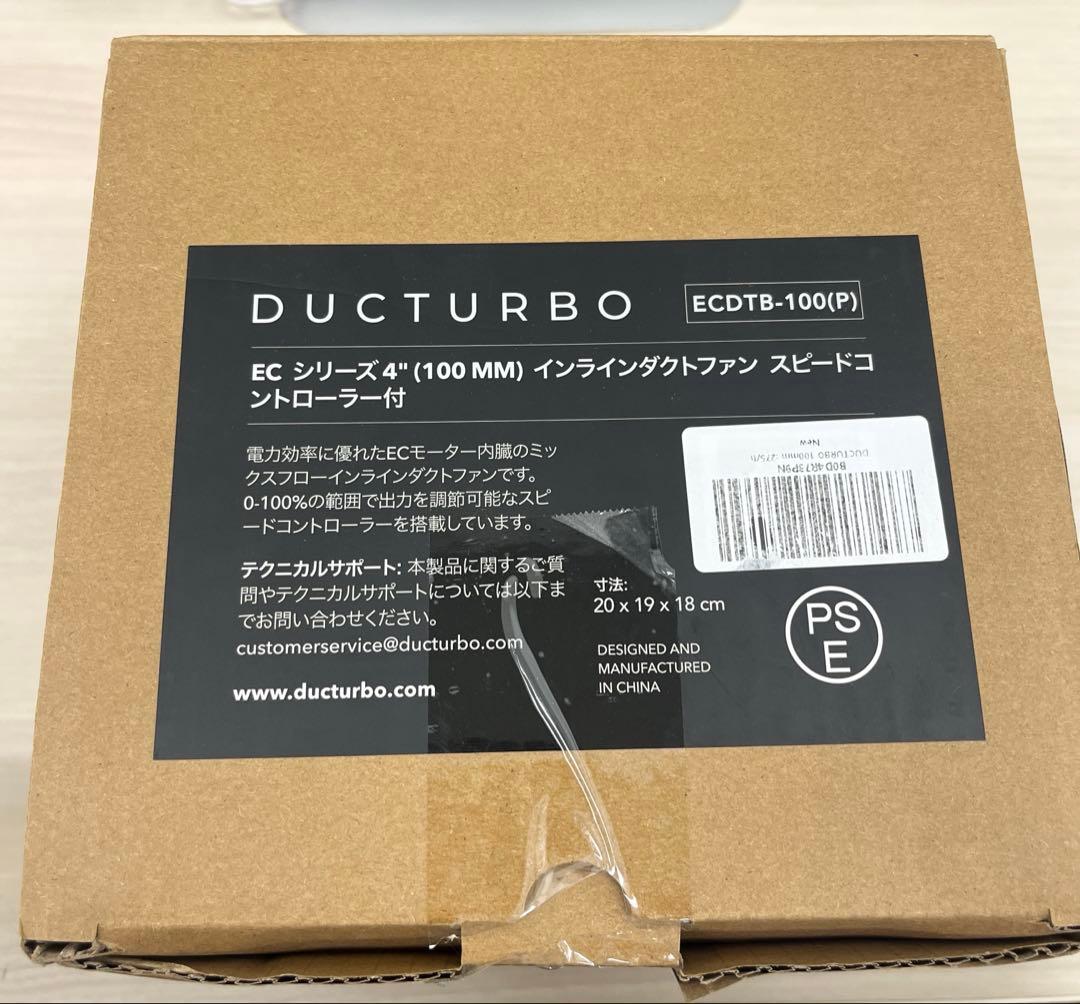 DUCTURBO
ECDTB-100(P)
EC シリーズ 4" (100 MM) インラインダクトファン スピードコ
ントローラー付
電力効率に優れたECモーター内臓のミッ
クスフローインラインダクトファンです。
0-100%の範囲で出力を調節可能なスピ
ードコントローラーを搭載しています。
テクニカルサポート: 本製品に関するご質
問やテクニカルサポートについては以下ま
でお問い合わせください。
customerservice@ducturbo.com
www.ducturbo.com
New
DUCTURBO 100mm
寸法:
20 x 19 x 18 cm
DESIGNED AND
MANUFACTURED
IN CHINA
PS
E